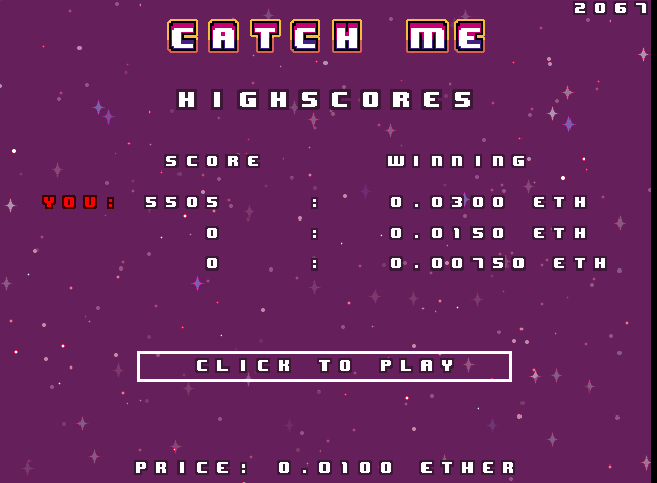 2067
CATCH ME
HIGHSCORES
SCORE WINNING
YOU: 5505 : 0.0300 ETH
0 : 0.0150 ETH
0 : 0.00750 ETH
CLICK TO PLAY
PRICE: 0.0100 ETHER